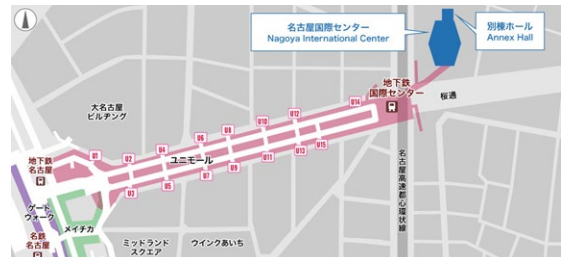 名古屋国際センター
Nagoya International Center
別棟ホール
Annex Hall
地下鉄
国際センター
桜通
大名古屋
ビルヂング
U1
U2
U4
U6
U8
U10
U12
U14
ユニモール
U3
U5
U7
U9
U11
U13
U15
地下鉄
名古屋
ゲート
ウォーク
メイチカ
名鉄
名古屋
ミッドランド
スクエア
ウインクあいち
名古屋高速都心環状線